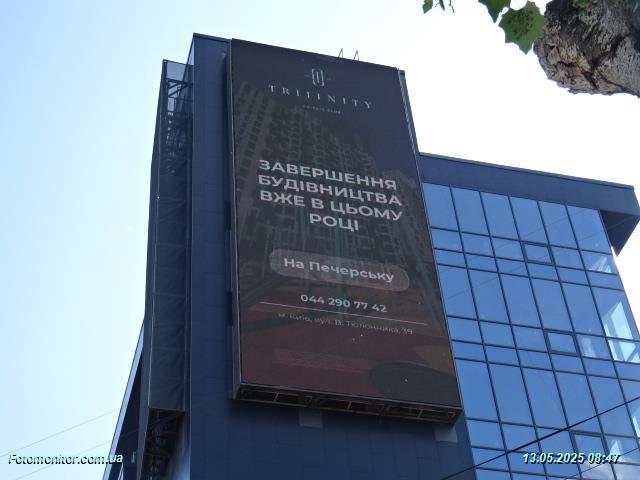 TRIIINITY
ЗАВЕРШЕННЯ
БУДІВНИЦТВА
ВЖЕ В ЦЬОМУ
РОЦІ
На Печерську
044 290 77 42
м. Київ, вул. В. Тютюнника, 39
Fotomonitor.com.ua
13.05.2025 08:47